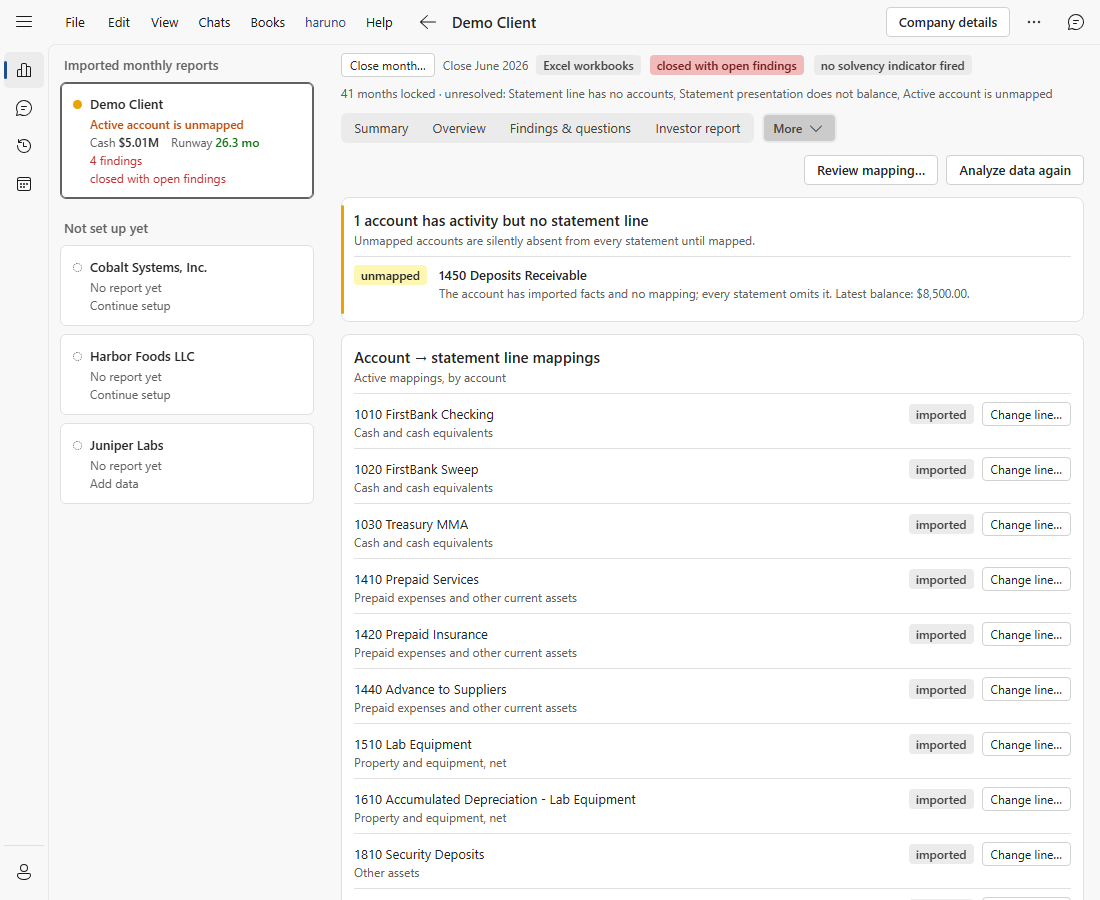 File Edit View Chats Books haruno Help Demo Client Company details
Imported monthly reports
Demo Client
Active account is unmapped
Cash $5.01M Runway 26.3 mo
4 findings
closed with open findings
Not set up yet
Cobalt Systems, Inc.
No report yet
Continue setup
Harbor Foods LLC
No report yet
Continue setup
Juniper Labs
No report yet
Add data
Close month... Close June 2026 Excel workbooks closed with open findings no solvency indicator fired
41 months locked · unresolved: Statement line has no accounts, Statement presentation does not balance, Active account is unmapped
Summary Overview Findings & questions Investor report More
Review mapping... Analyze data again
1 account has activity but no statement line
Unmapped accounts are silently absent from every statement until mapped.
unmapped 1450 Deposits Receivable
The account has imported facts and no mapping; every statement omits it. Latest balance: $8,500.00.
Account → statement line mappings
Active mappings, by account
1010 FirstBank Checking imported Change line...
Cash and cash equivalents
1020 FirstBank Sweep imported Change line...
Cash and cash equivalents
1030 Treasury MMA imported Change line...
Cash and cash equivalents
1410 Prepaid Services imported Change line...
Prepaid expenses and other current assets
1420 Prepaid Insurance imported Change line...
Prepaid expenses and other current assets
1440 Advance to Suppliers imported Change line...
Prepaid expenses and other current assets
1510 Lab Equipment imported Change line...
Property and equipment, net
1610 Accumulated Depreciation - Lab Equipment imported Change line...
Property and equipment, net
1810 Security Deposits imported Change line...
Other assets